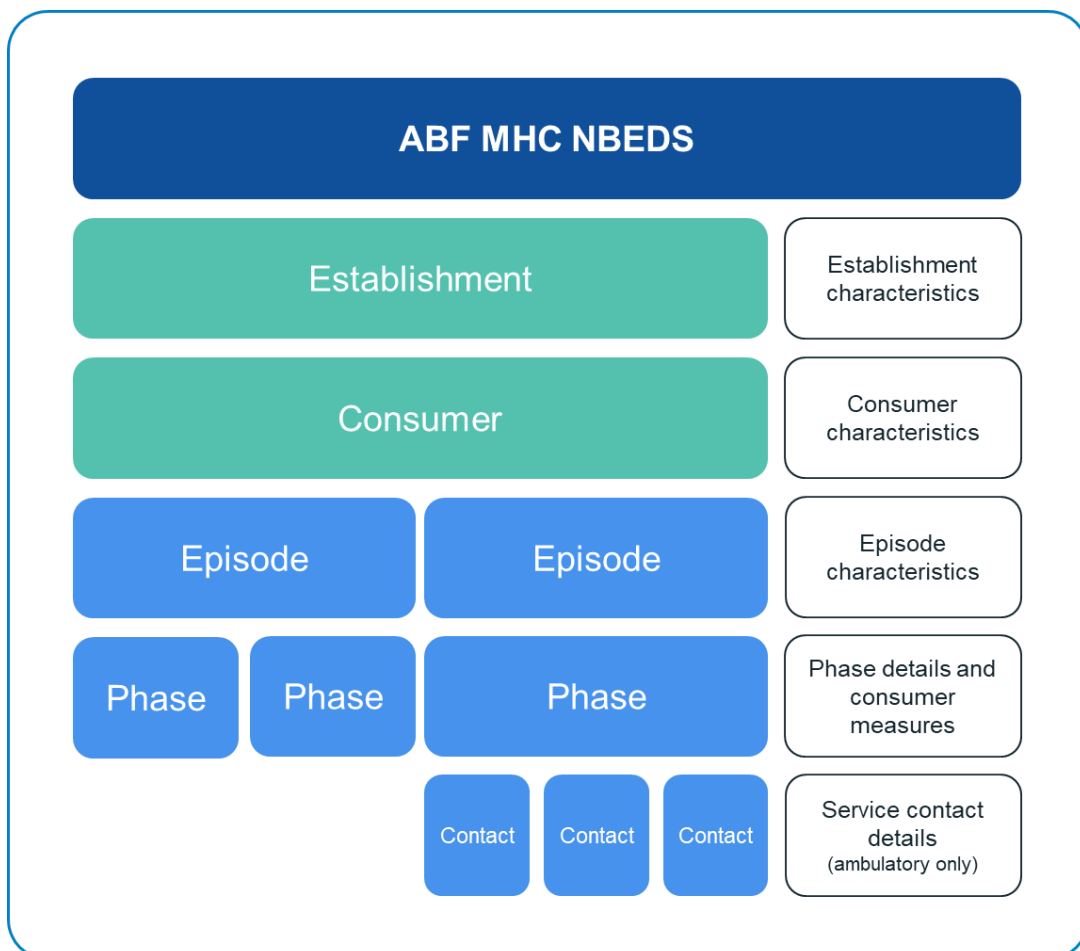 ABF MHC NBEDS
Establishment
Establishment
characteristics
Consumer
Consumer
characteristics
Episode
Episode
Episode
characteristics
Phase
Phase
Phase
Phase details and
consumer
measures
Contact
Contact
Contact
Service contact
details
(ambulatory only)